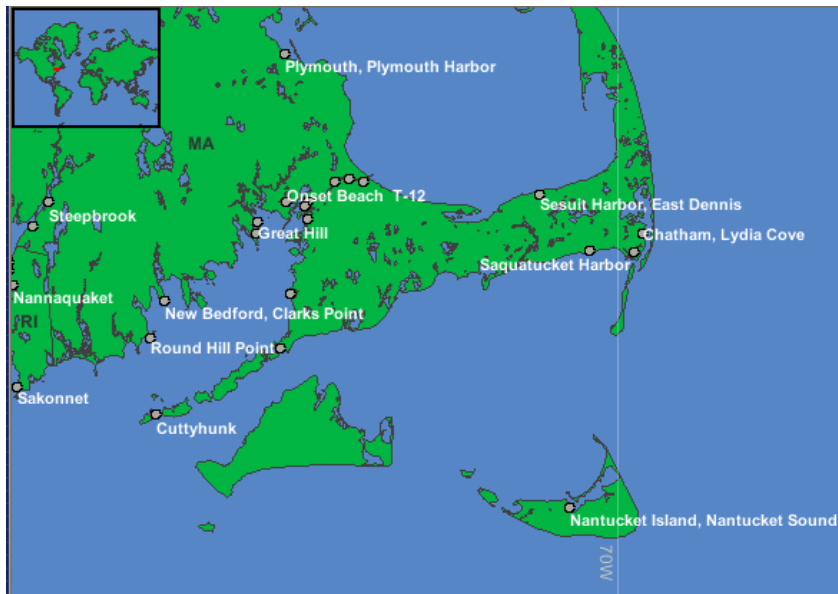 Plymouth, Plymouth Harbor
MA
Onset Beach T-12
Sesuit Harbor, East Dennis
Steepbrook
Great Hill
Chatham, Lydia Cove
Saquatucket Harbor
Nannaquaket
New Bedford, Clarks Point
RI
Round Hill Point
Sakonnet
Cuttyhunk
Nantucket Island, Nantucket Sound
70W